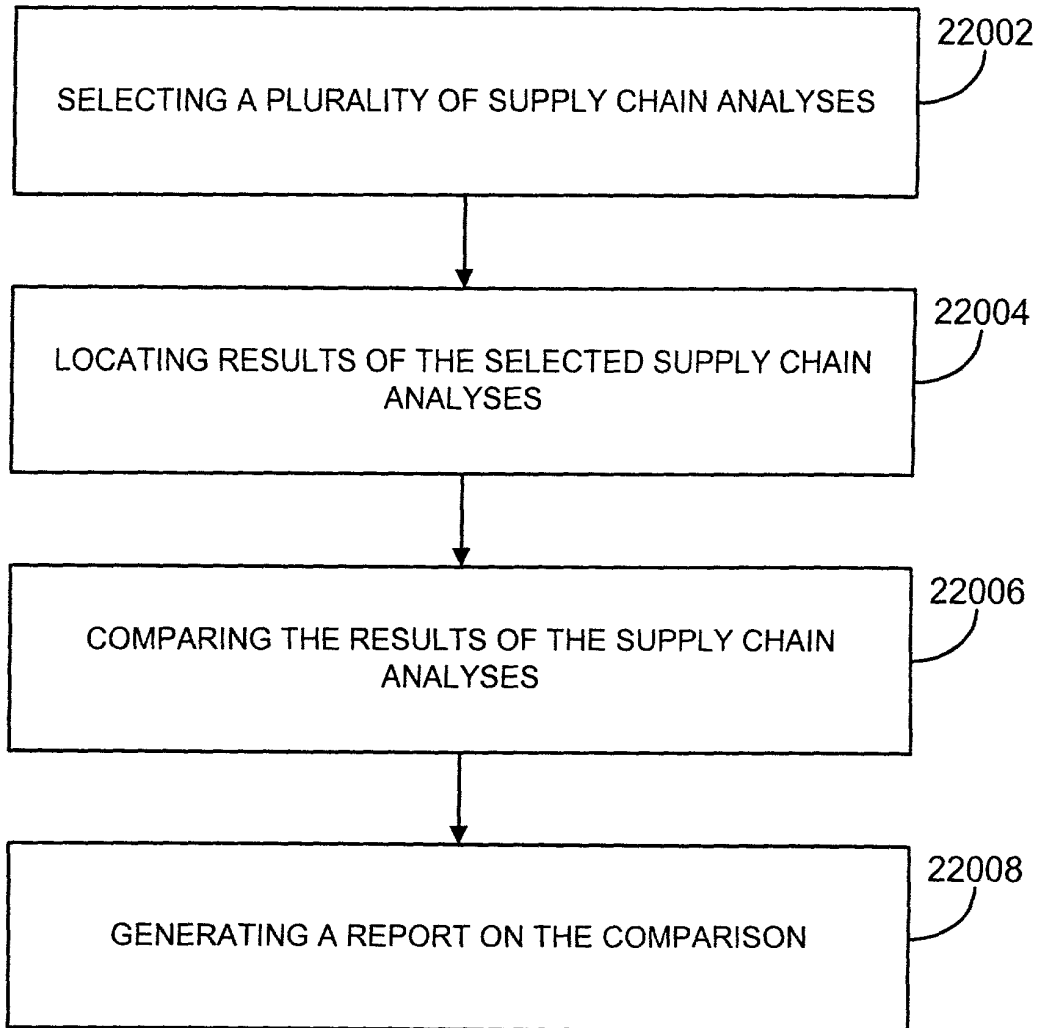 22002
SELECTING A PLURALITY OF SUPPLY CHAIN ANALYSES
22004
LOCATING RESULTS OF THE SELECTED SUPPLY CHAIN
ANALYSES
22006
COMPARING THE RESULTS OF THE SUPPLY CHAIN
ANALYSES
22008
GENERATING A REPORT ON THE COMPARISON